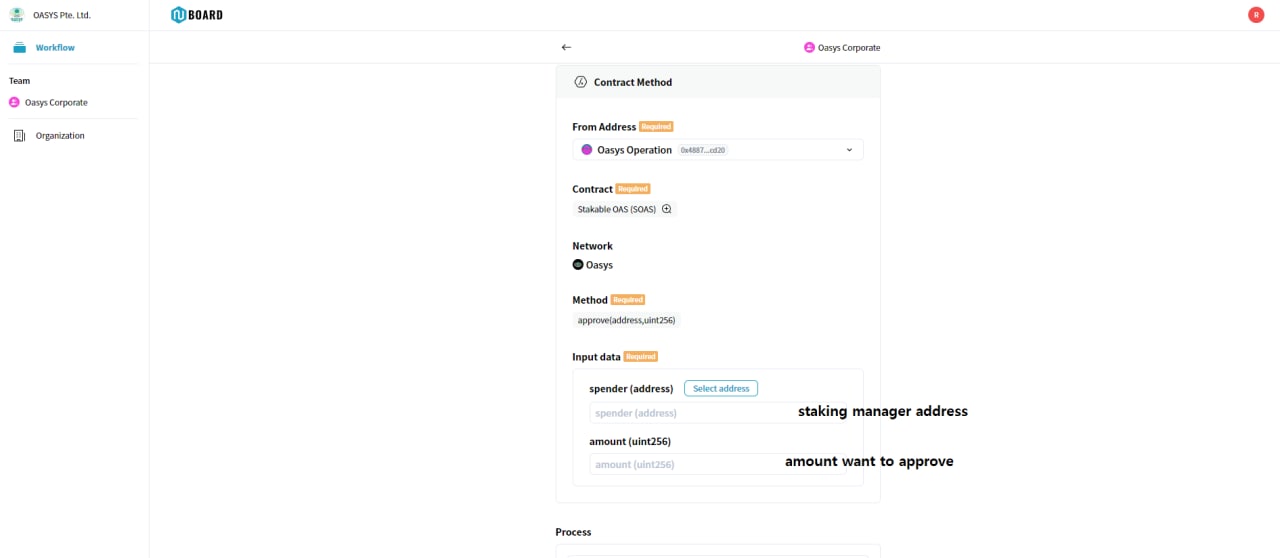 OASYS Pte. Ltd.
BOARD
R
Workflow
Oasys Corporate
Team
Oasys Corporate
Organization
Contract Method
From Address Required
Oasys Operation 0x4887...cd20
Contract Required
Stakable OAS (SOAS)
Network
Oasys
Method Required
approve(address,uint256)
Input data Required
spender (address) Select address
spender (address) staking manager address
amount (uint256)
amount (uint256) amount want to approve
Process